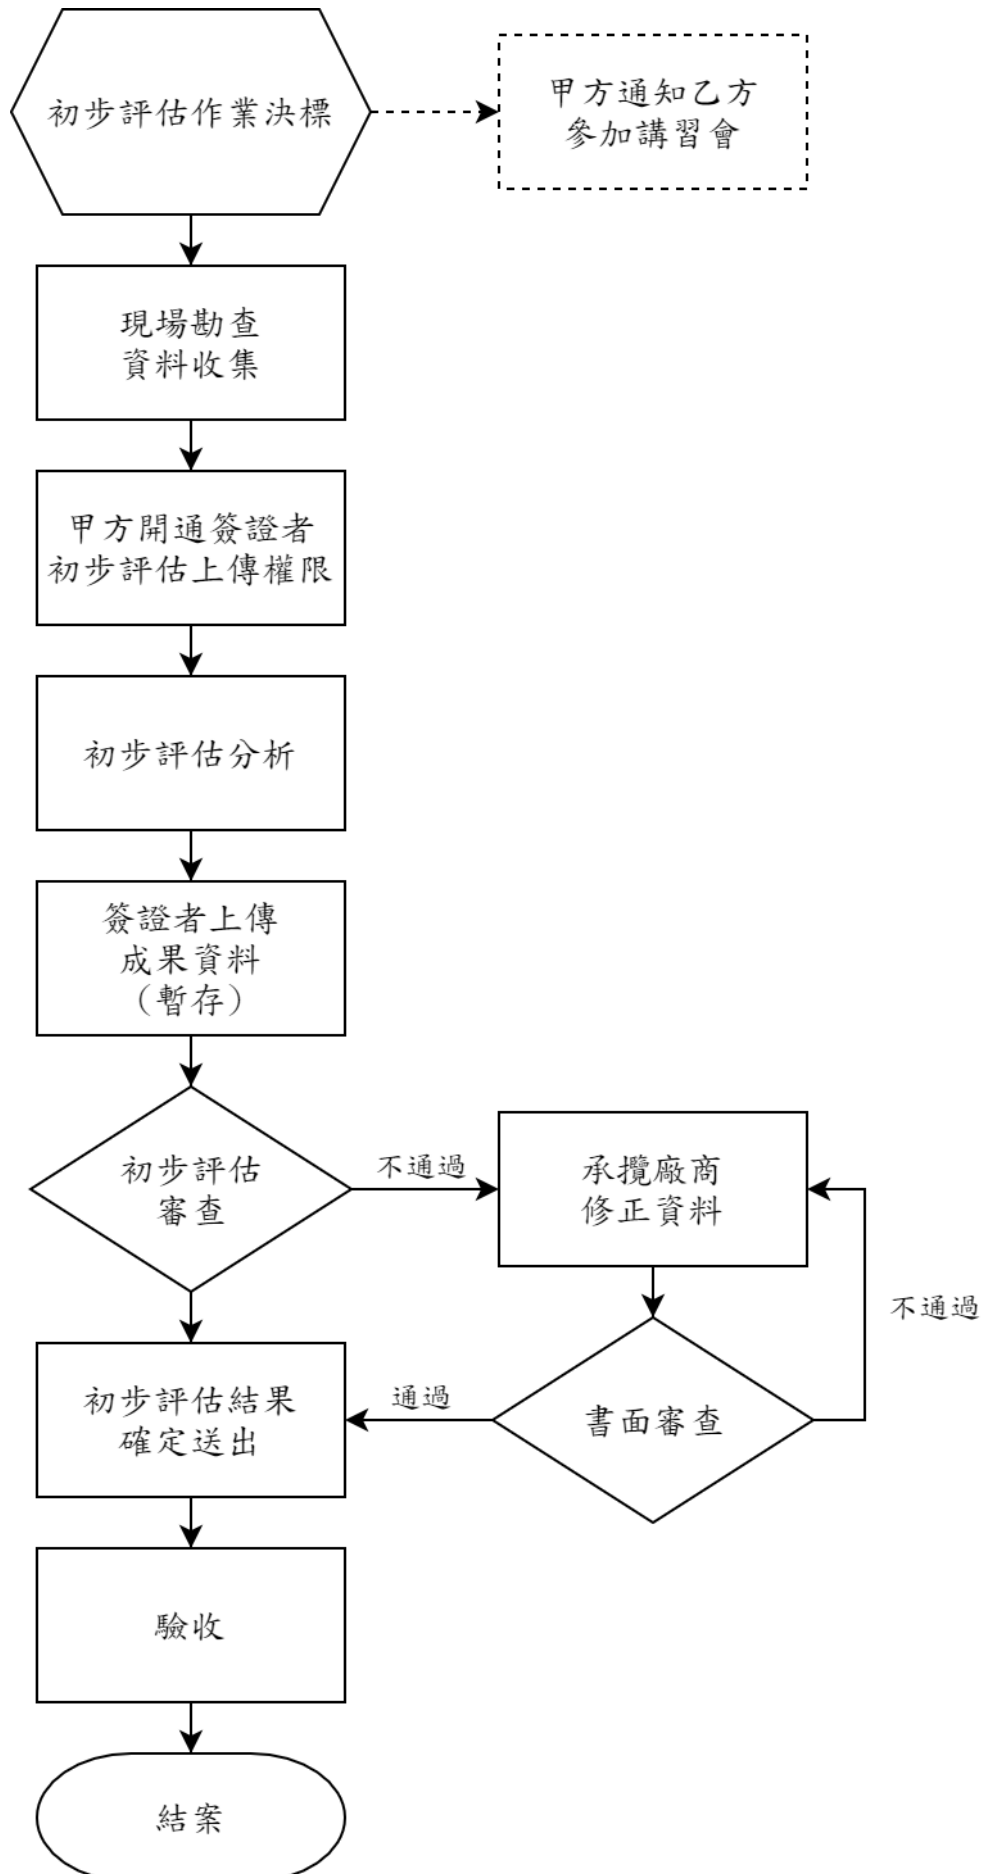 初步評估作業決標
甲方通知乙方
參加講習會
現場勘查
資料收集
甲方開通簽證者
初步評估上傳權限
初步評估分析
簽證者上傳
成果資料
（暫存）
初步評估
審查
不通過
承攬廠商
修正資料
不通過
初步評估結果
確定送出
通過
書面審查
驗收
結案